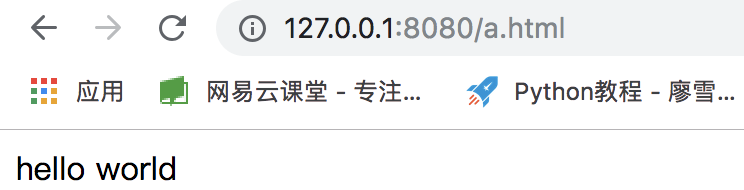 127.0.0.1:8080/a.html
应用 网易云课堂 - 专注... Python教程 - 廖雪...
hello world